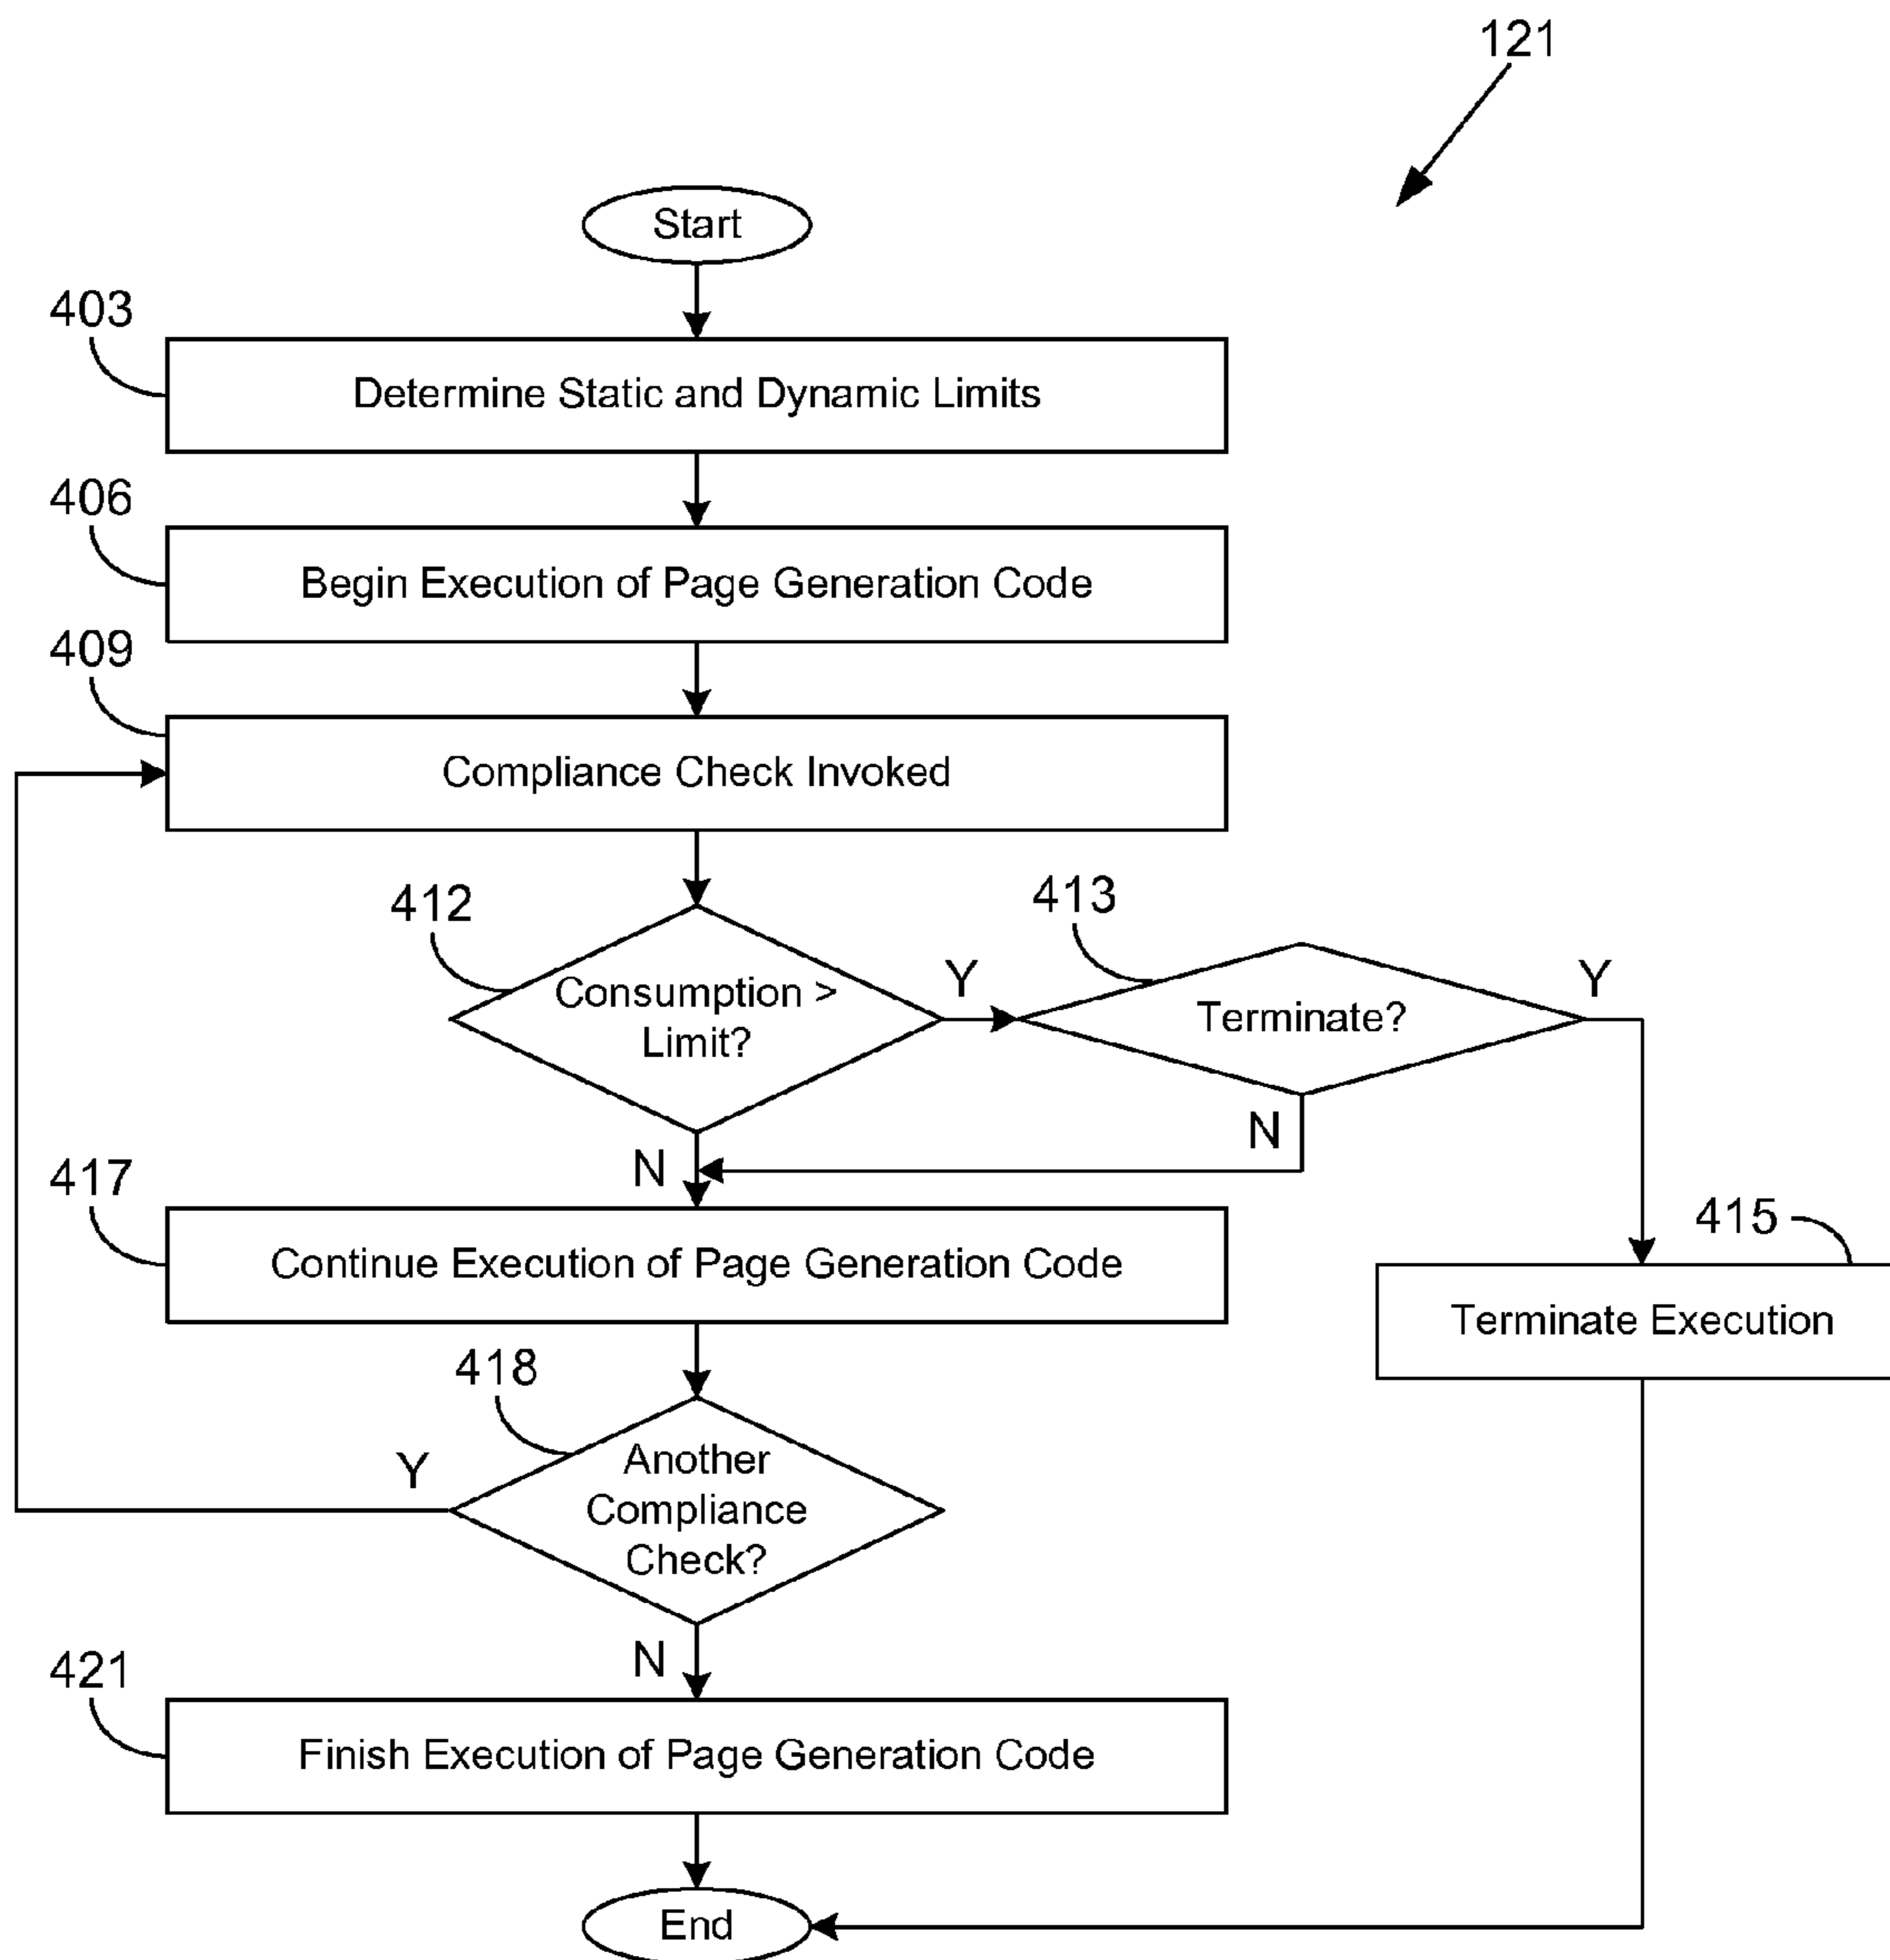 121
Start
403
Determine Static and Dynamic Limits
406
Begin Execution of Page Generation Code
409
Compliance Check Invoked
412
Consumption >
Limit?
Y
413
Terminate?
Y
N
N
417
Continue Execution of Page Generation Code
415
Terminate Execution
418
Another
Compliance
Check?
Y
N
421
Finish Execution of Page Generation Code
End